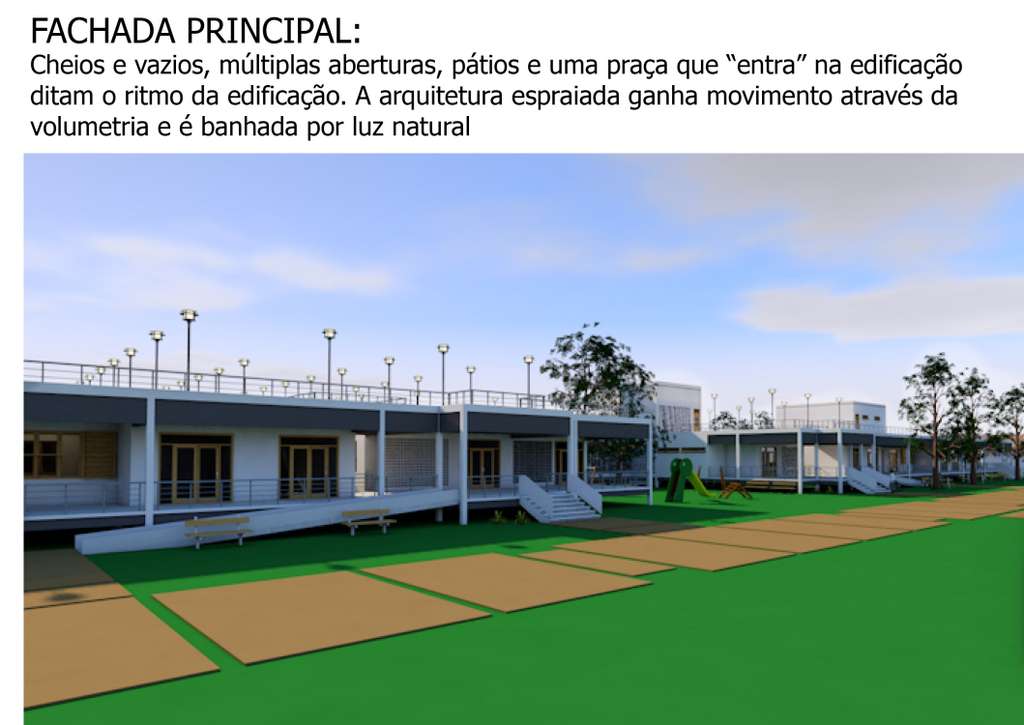 FACHADA PRINCIPAL:
Cheios e vazios, múltiplas aberturas, pátios e uma praça que “entra” na edificação
ditam o ritmo da edificação. A arquitetura espraiada ganha movimento através da
volumetria e é banhada por luz natural